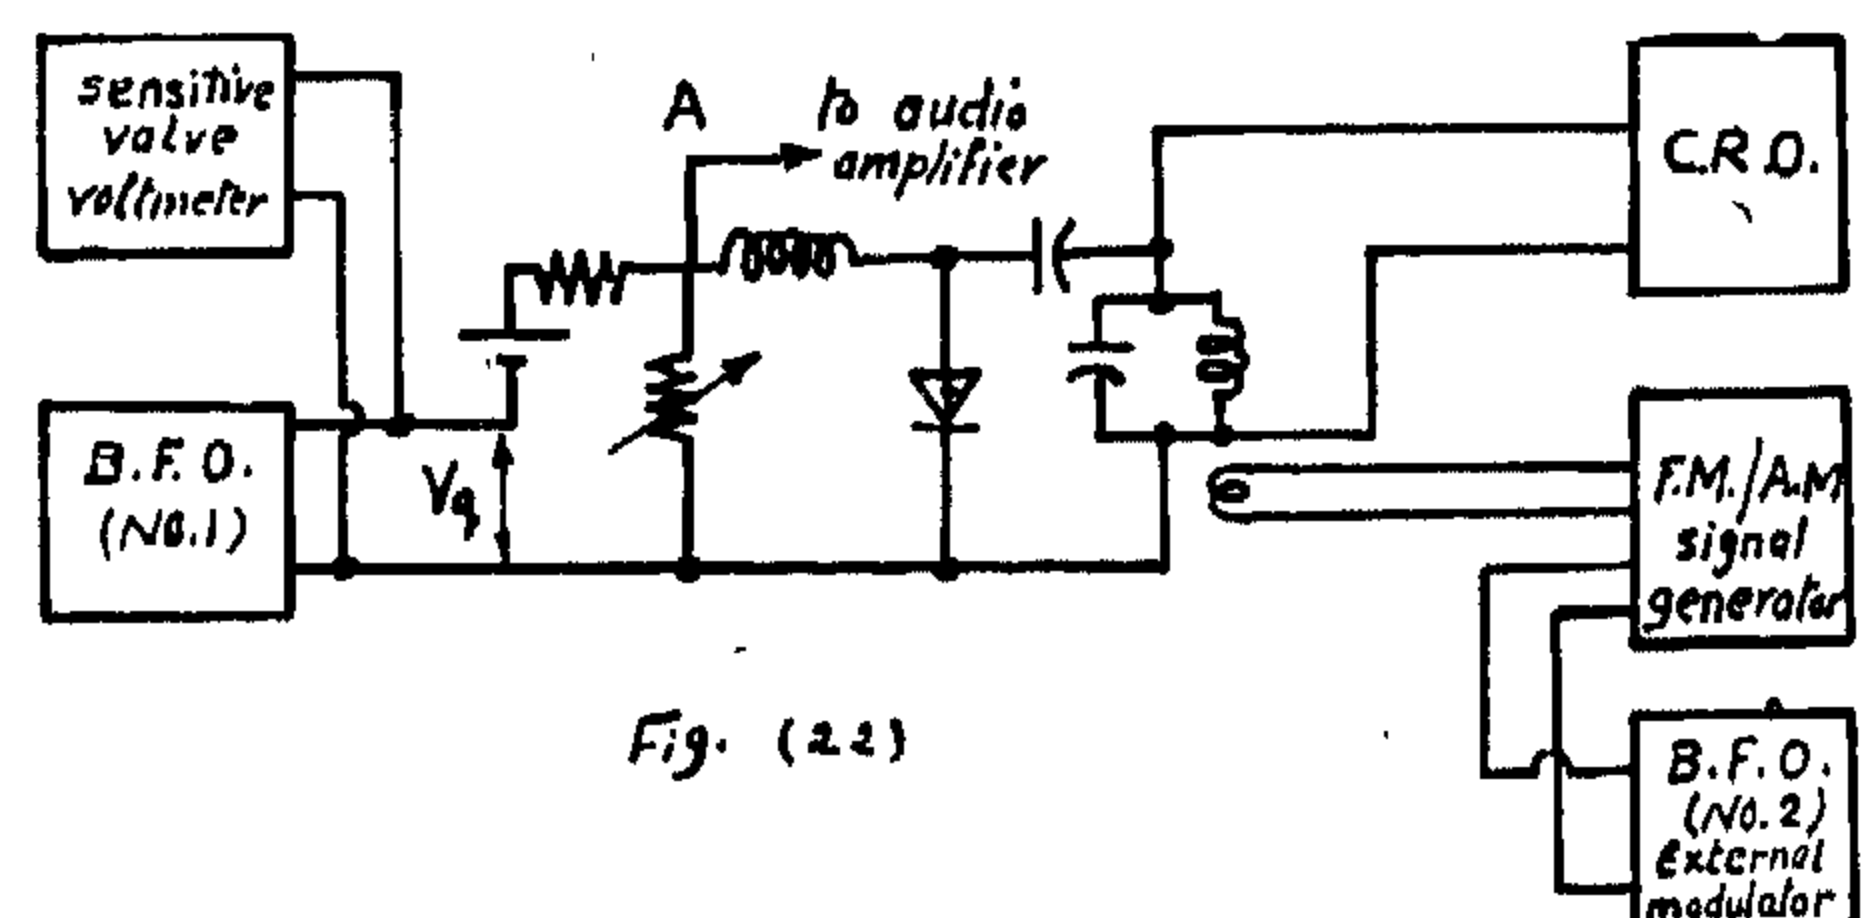 sensitive
valve
voltmeter
A
to audio
amplifier
C.R.O.
B.F.O.
(NO.1)
Vq
F.M./A.M
signal
generator
B.F.O.
(NO.2)
external
modulator
Fig. (22)